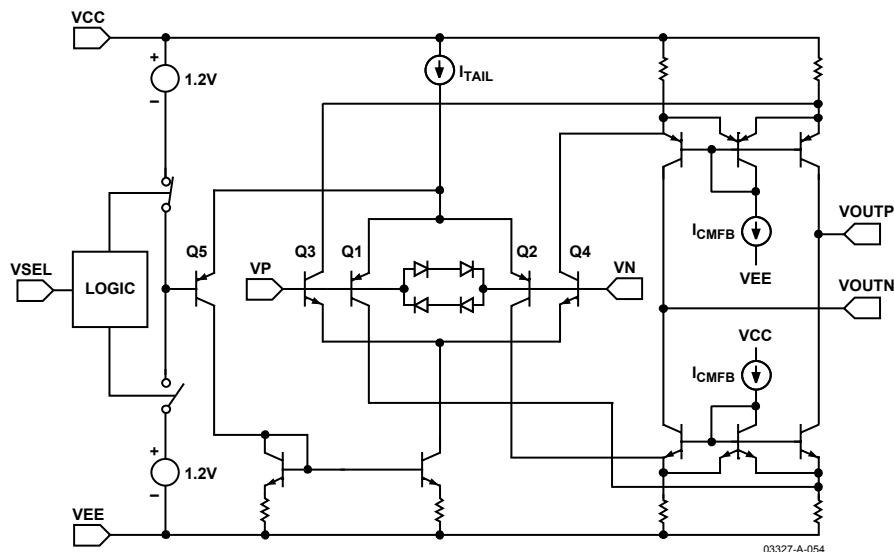 VCC
+
1.2V
−
I_TAIL
VSEL
LOGIC
Q5
Q3
Q1
Q2
Q4
VP
VN
I_CMFB
VEE
VOUTP
VOUTN
VCC
I_CMFB
+
1.2V
−
VEE
03327-A-054